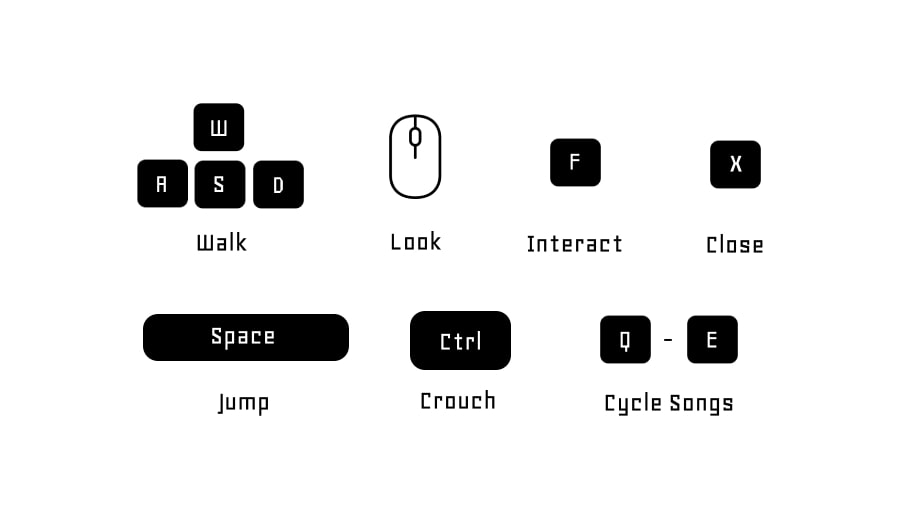 W
A S D
Walk
Look
F
Interact
X
Close
Space
Jump
Ctrl
Crouch
Q - E
Cycle Songs